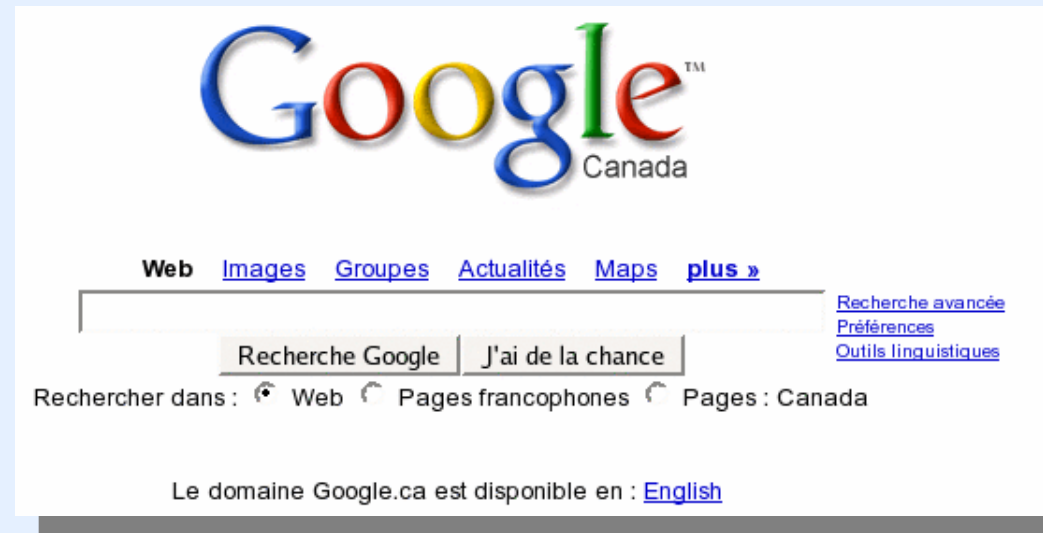 Google™
Canada
Web Images Groupes Actualités Maps plus »
Recherche avancée
Préférences
Outils linguistiques
Recherche Google J'ai de la chance
Rechercher dans : Web Pages francophones Pages : Canada
Le domaine Google.ca est disponible en : English